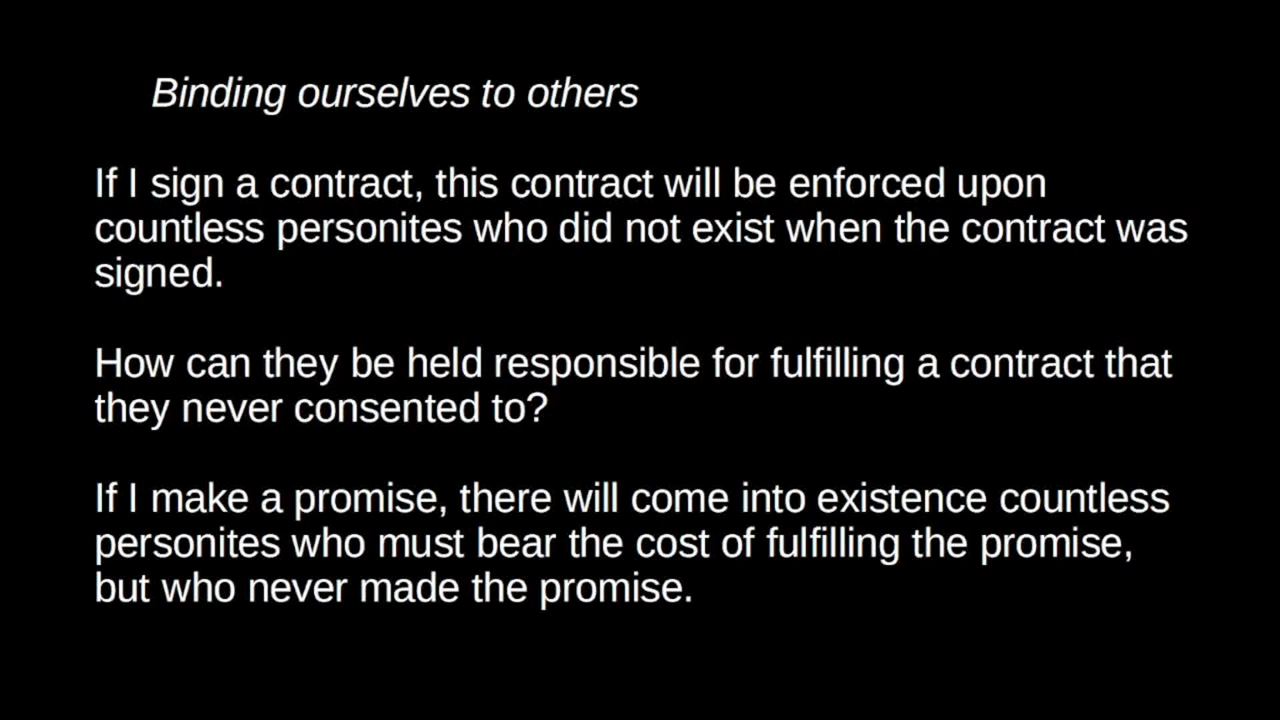 Binding ourselves to others
If I sign a contract, this contract will be enforced upon
countless personites who did not exist when the contract was
signed.
How can they be held responsible for fulfilling a contract that
they never consented to?
If I make a promise, there will come into existence countless
personites who must bear the cost of fulfilling the promise,
but who never made the promise.